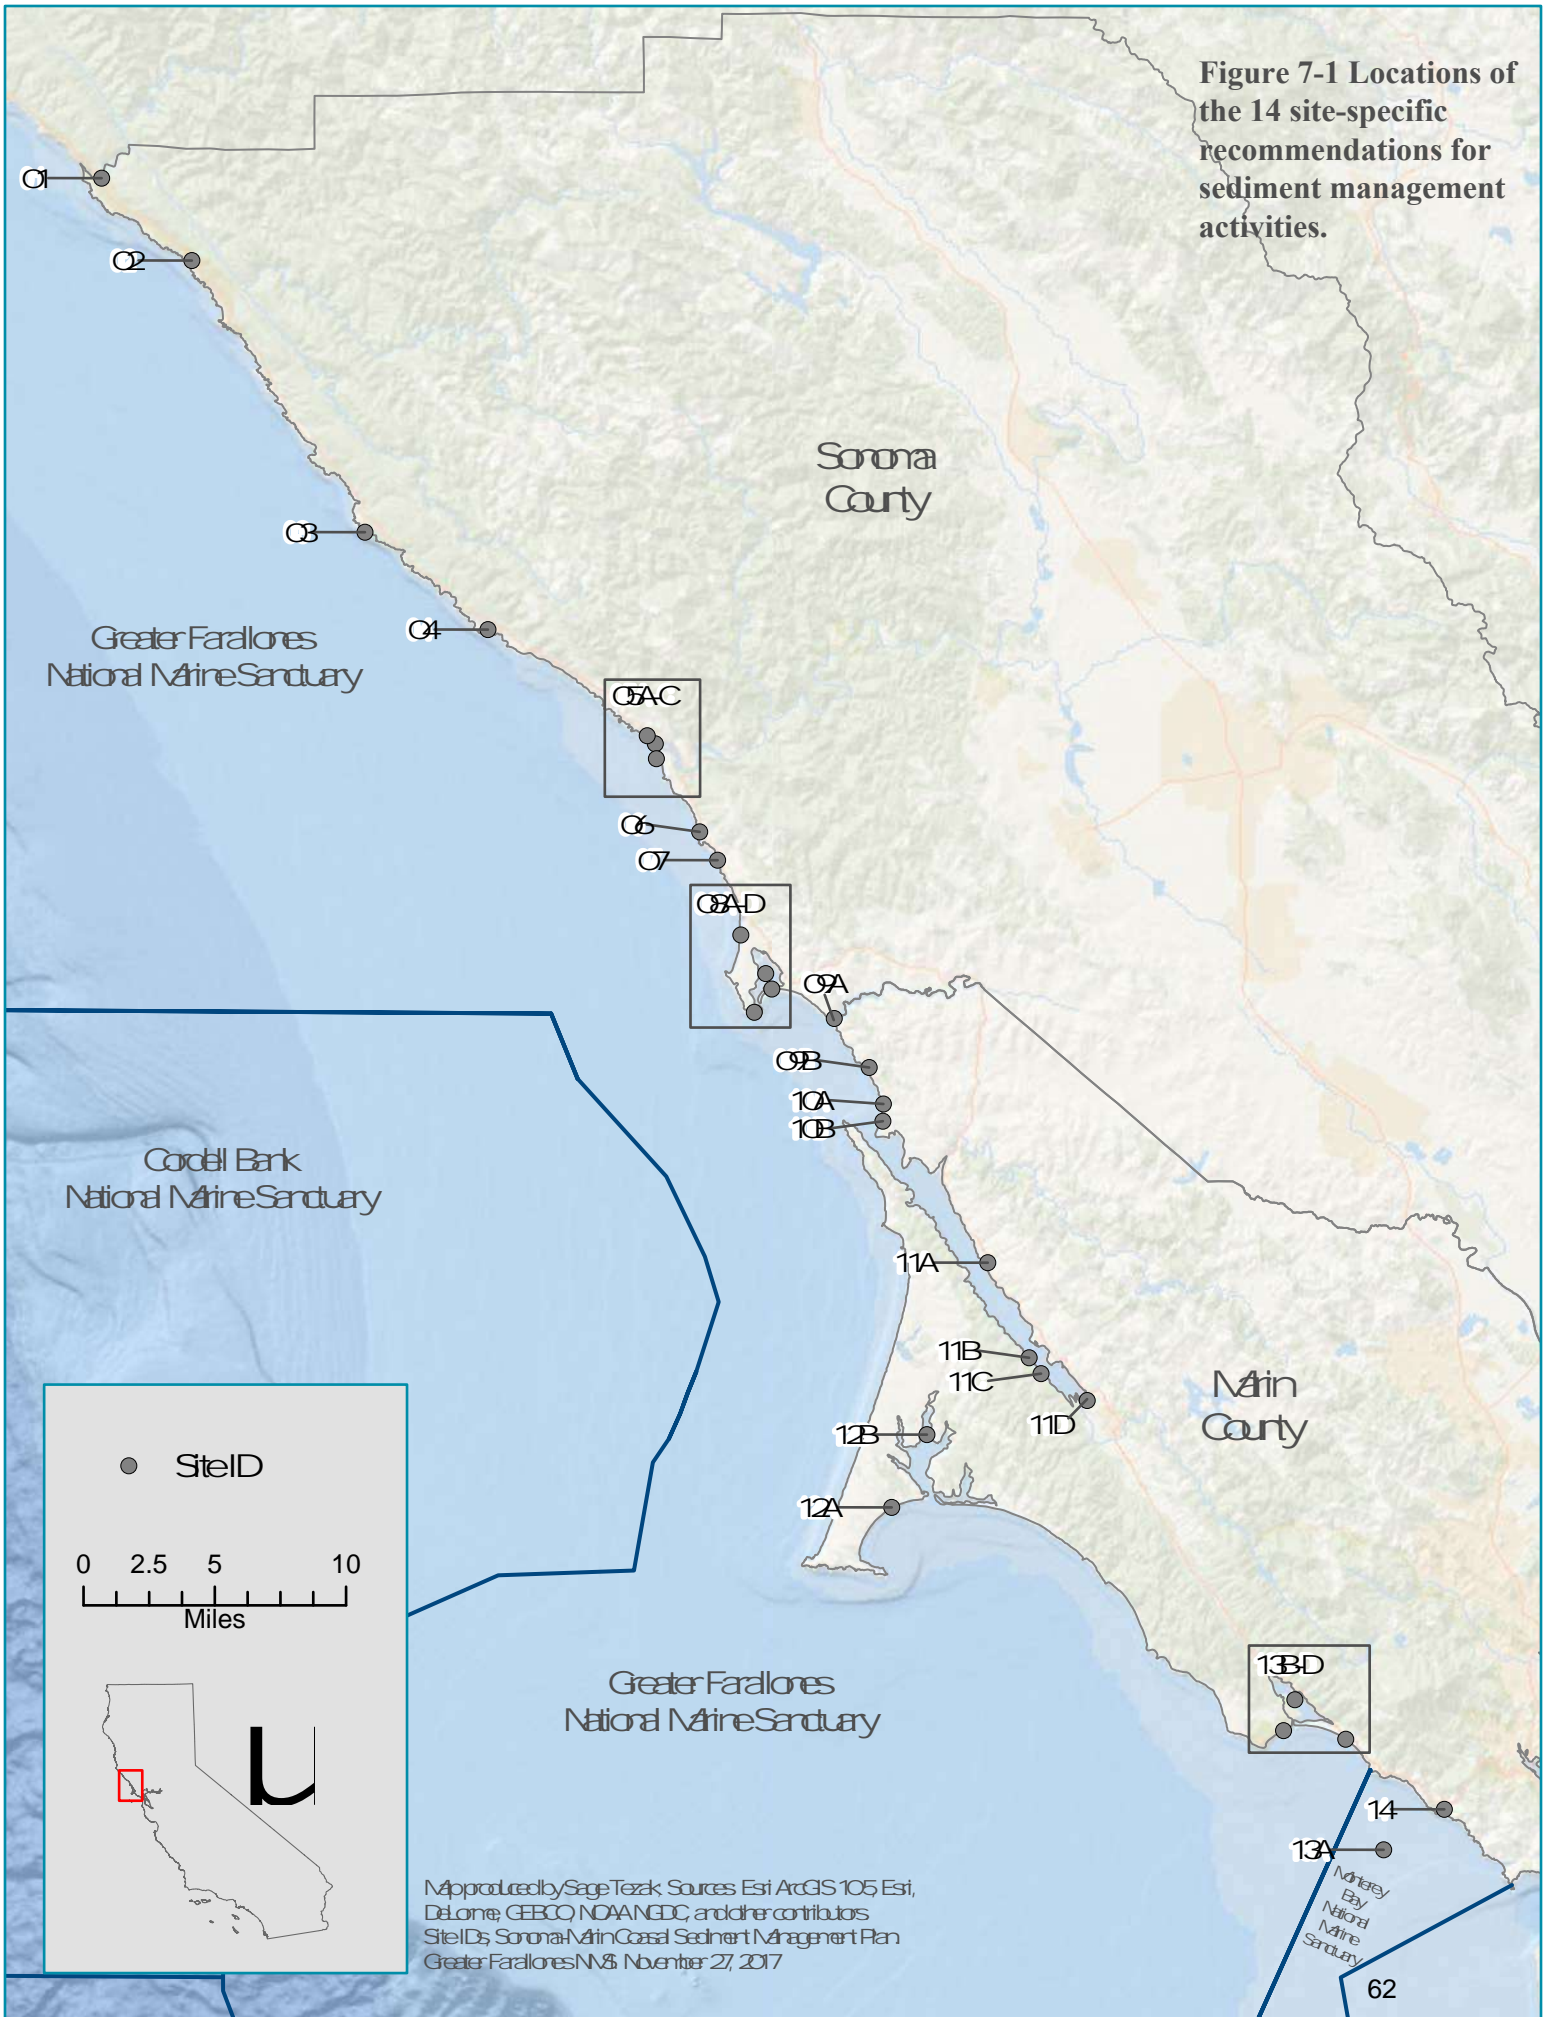 Figure 7-1 Locations of
the 14 site-specific
recommendations for
sediment management
activities.
01
02
Sonoma
County
03
04
Greater Farallones
National Marine Sanctuary
05A-C
06
07
08A-D
09A
09B
10A
10B
Cordell Bank
National Marine Sanctuary
11A
11B
11C
11D
Marin
County
12B
12A
Site ID
0 2.5 5 10
Miles
Greater Farallones
National Marine Sanctuary
13B-D
14
13A
Monterey
Bay
National
Marine
Sanctuary
Map produced by Sage Tezak; Sources: Esri ArcGIS 10.5, Esri,
DeLorme, GEBCO, NOAA NGDC, and other contributors
Site IDs, Sonoma-Marin Coasal Sediment Management Plan.
Greater Farallones NMS. November 27, 2017
62